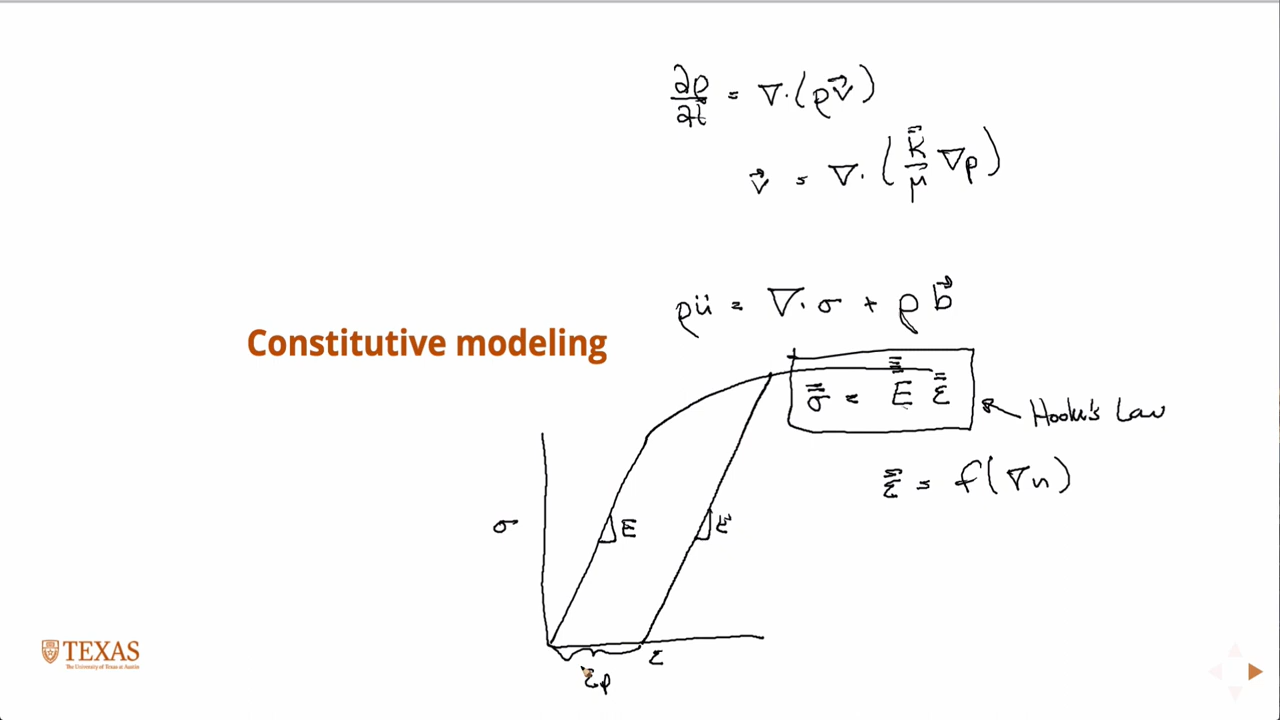 ∂ρ/∂t = ∇·(ρv⃗)
v⃗ = ∇·(K̿/μ ∇p)
ρü = ∇·σ + ρb⃗
Constitutive modeling
σ̿ = E̿̿ ε̿
Hooke's Law
ε̿ = f(∇u)
σ
E
E
ε
εp
TEXAS
The University of Texas at Austin